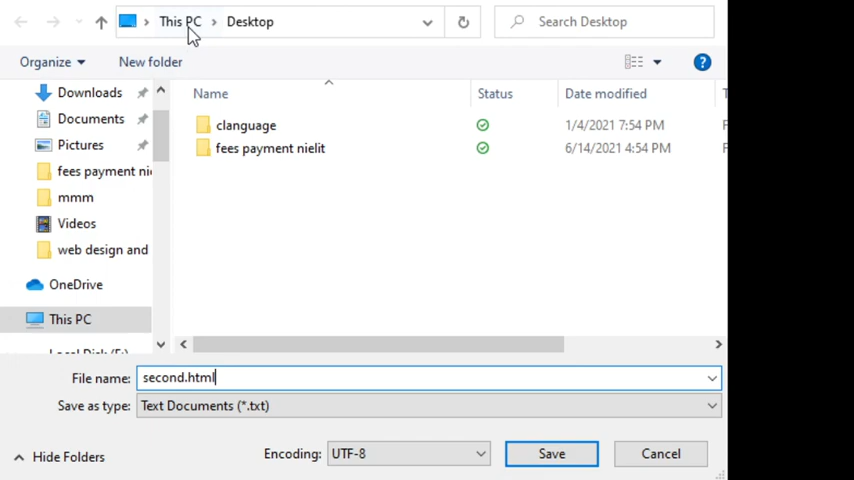 This PC > Desktop
Search Desktop
Organize
New folder
Name
Status
Date modified
Downloads
Documents
Pictures
fees payment nie
mmm
Videos
web design and
OneDrive
This PC
Local Disk (F:)
clanguage
1/4/2021 7:54 PM
fees payment nielit
6/14/2021 4:54 PM
File name: second.html
Save as type: Text Documents (*.txt)
Hide Folders
Encoding: UTF-8
Save
Cancel